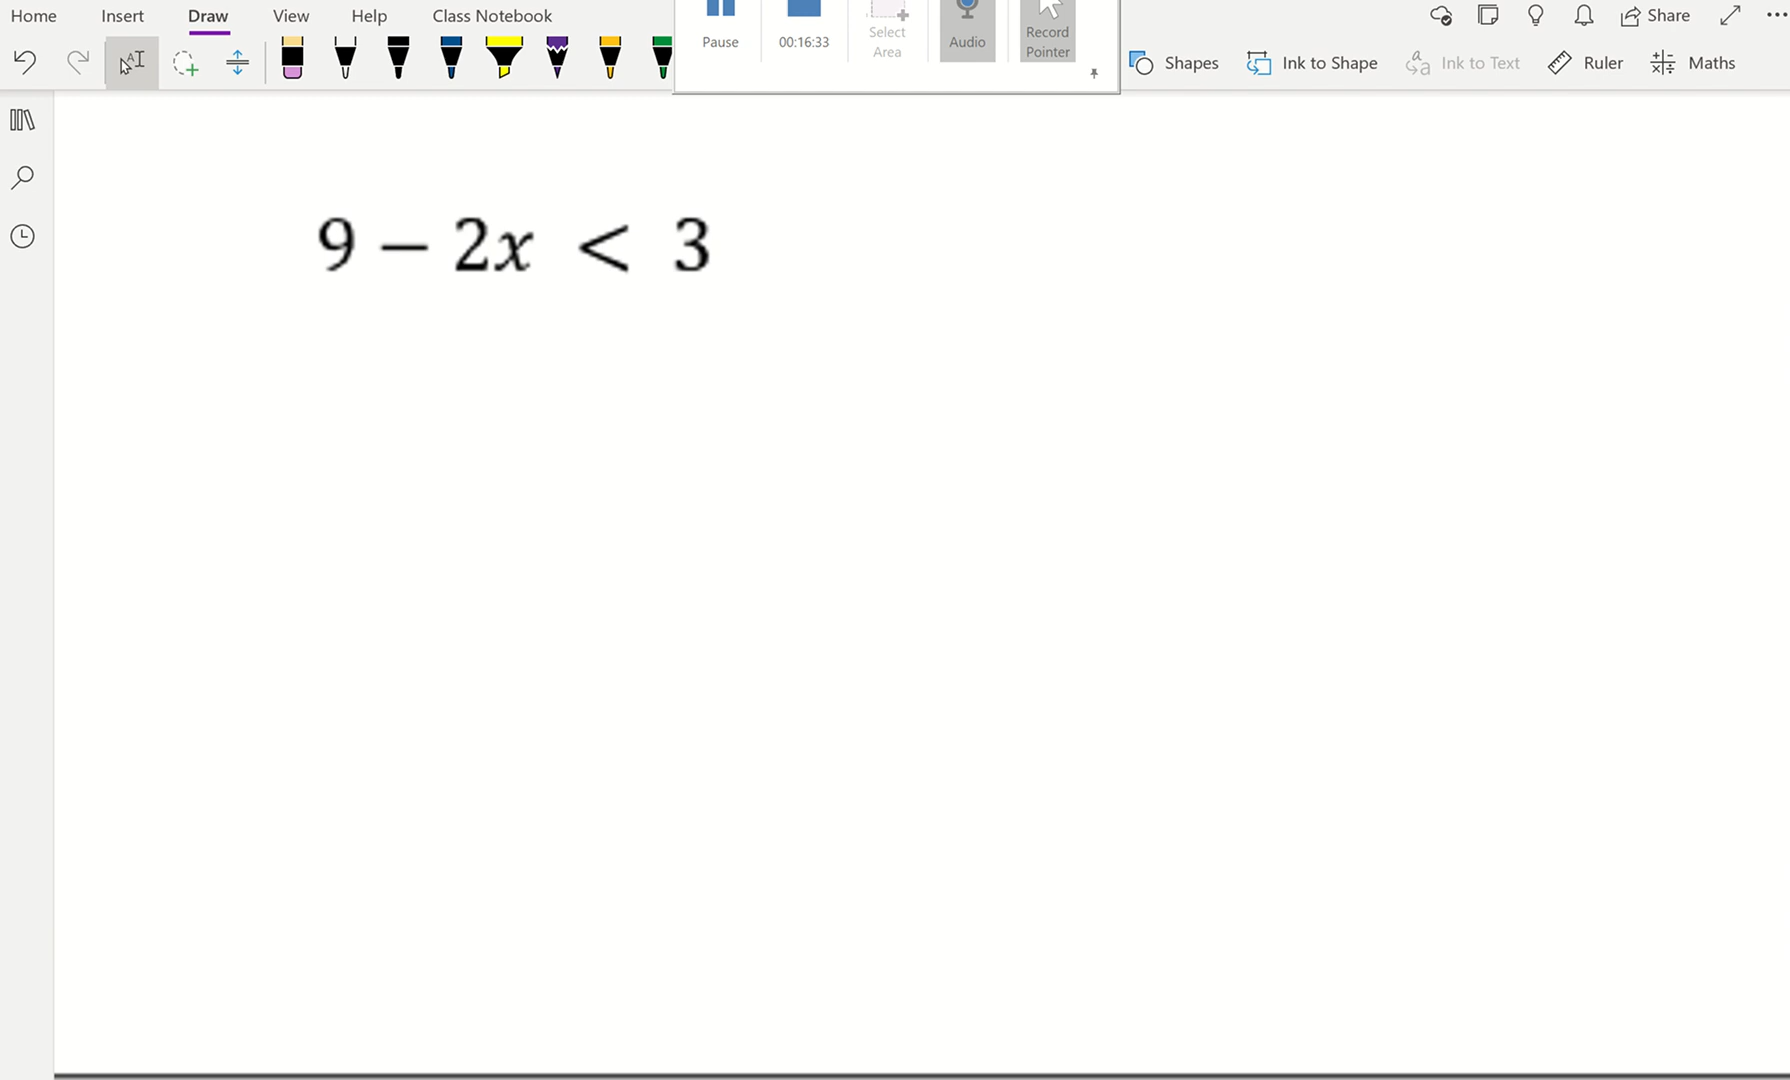 Home Insert Draw View Help Class Notebook Share
Pause 00:16:33 Select Area Audio Record Pointer
Shapes Ink to Shape Ink to Text Ruler Maths
9 − 2x < 3